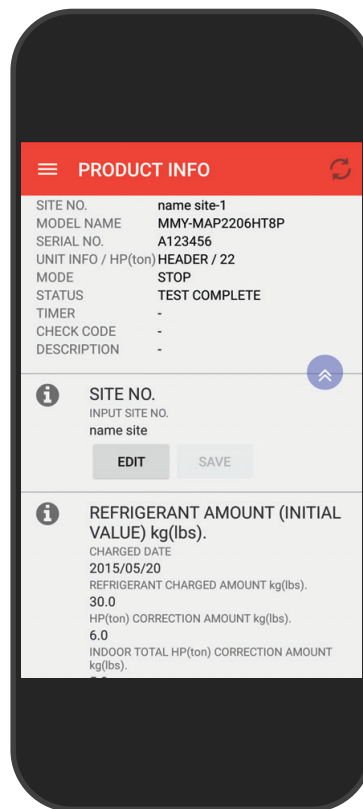 PRODUCT INFO
SITE NO. name site-1
MODEL NAME MMY-MAP2206HT8P
SERIAL NO. A123456
UNIT INFO / HP(ton) HEADER / 22
MODE STOP
STATUS TEST COMPLETE
TIMER -
CHECK CODE -
DESCRIPTION -
SITE NO.
INPUT SITE NO.
name site
EDIT SAVE
REFRIGERANT AMOUNT (INITIAL
VALUE) kg(lbs).
CHARGED DATE
2015/05/20
REFRIGERANT CHARGED AMOUNT kg(lbs).
30.0
HP(ton) CORRECTION AMOUNT kg(lbs).
6.0
INDOOR TOTAL HP(ton) CORRECTION AMOUNT
kg(lbs).